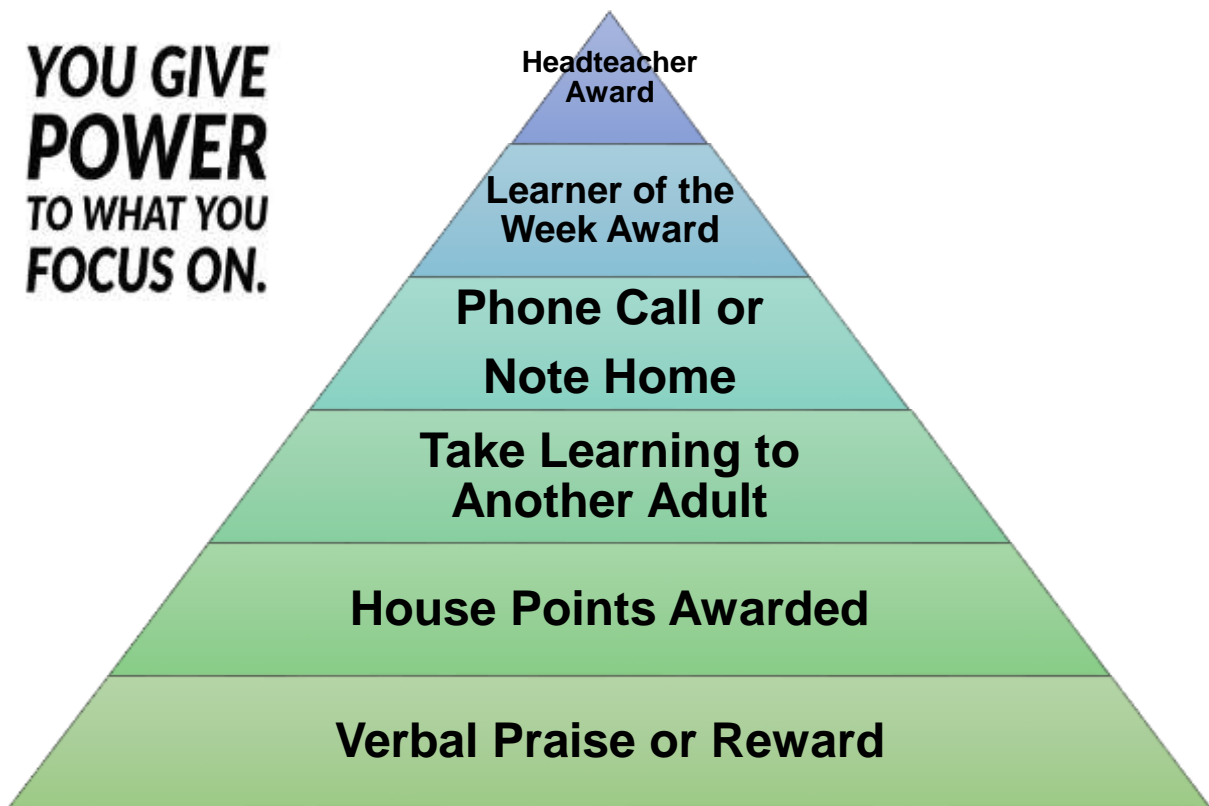 YOU GIVE
POWER
TO WHAT YOU
FOCUS ON.
Headteacher
Award
Learner of the
Week Award
Phone Call or
Note Home
Take Learning to
Another Adult
House Points Awarded
Verbal Praise or Reward